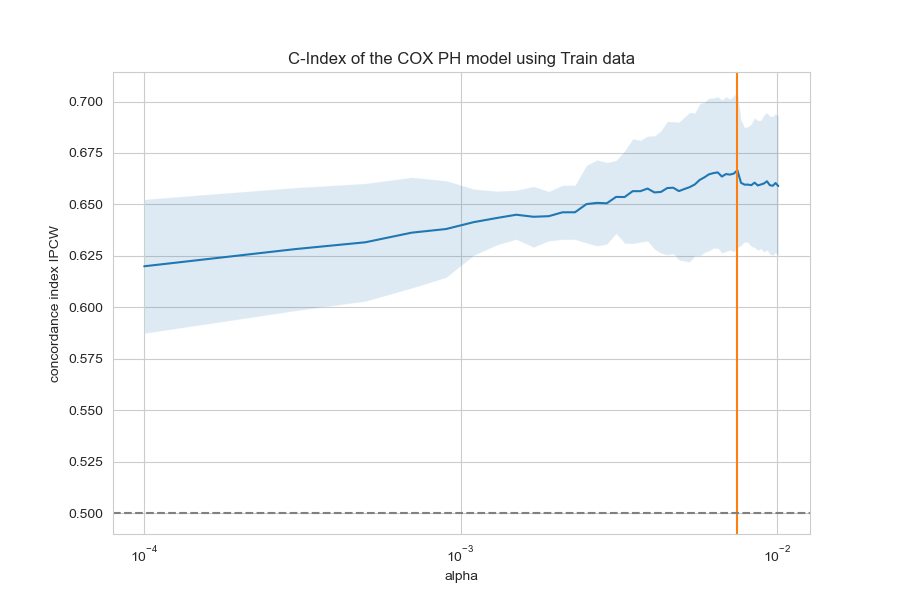 C-Index of the COX PH model using Train data
concordance index IPCW
0.700
0.675
0.650
0.625
0.600
0.575
0.550
0.525
0.500
10⁻⁴ 10⁻³ 10⁻²
alpha